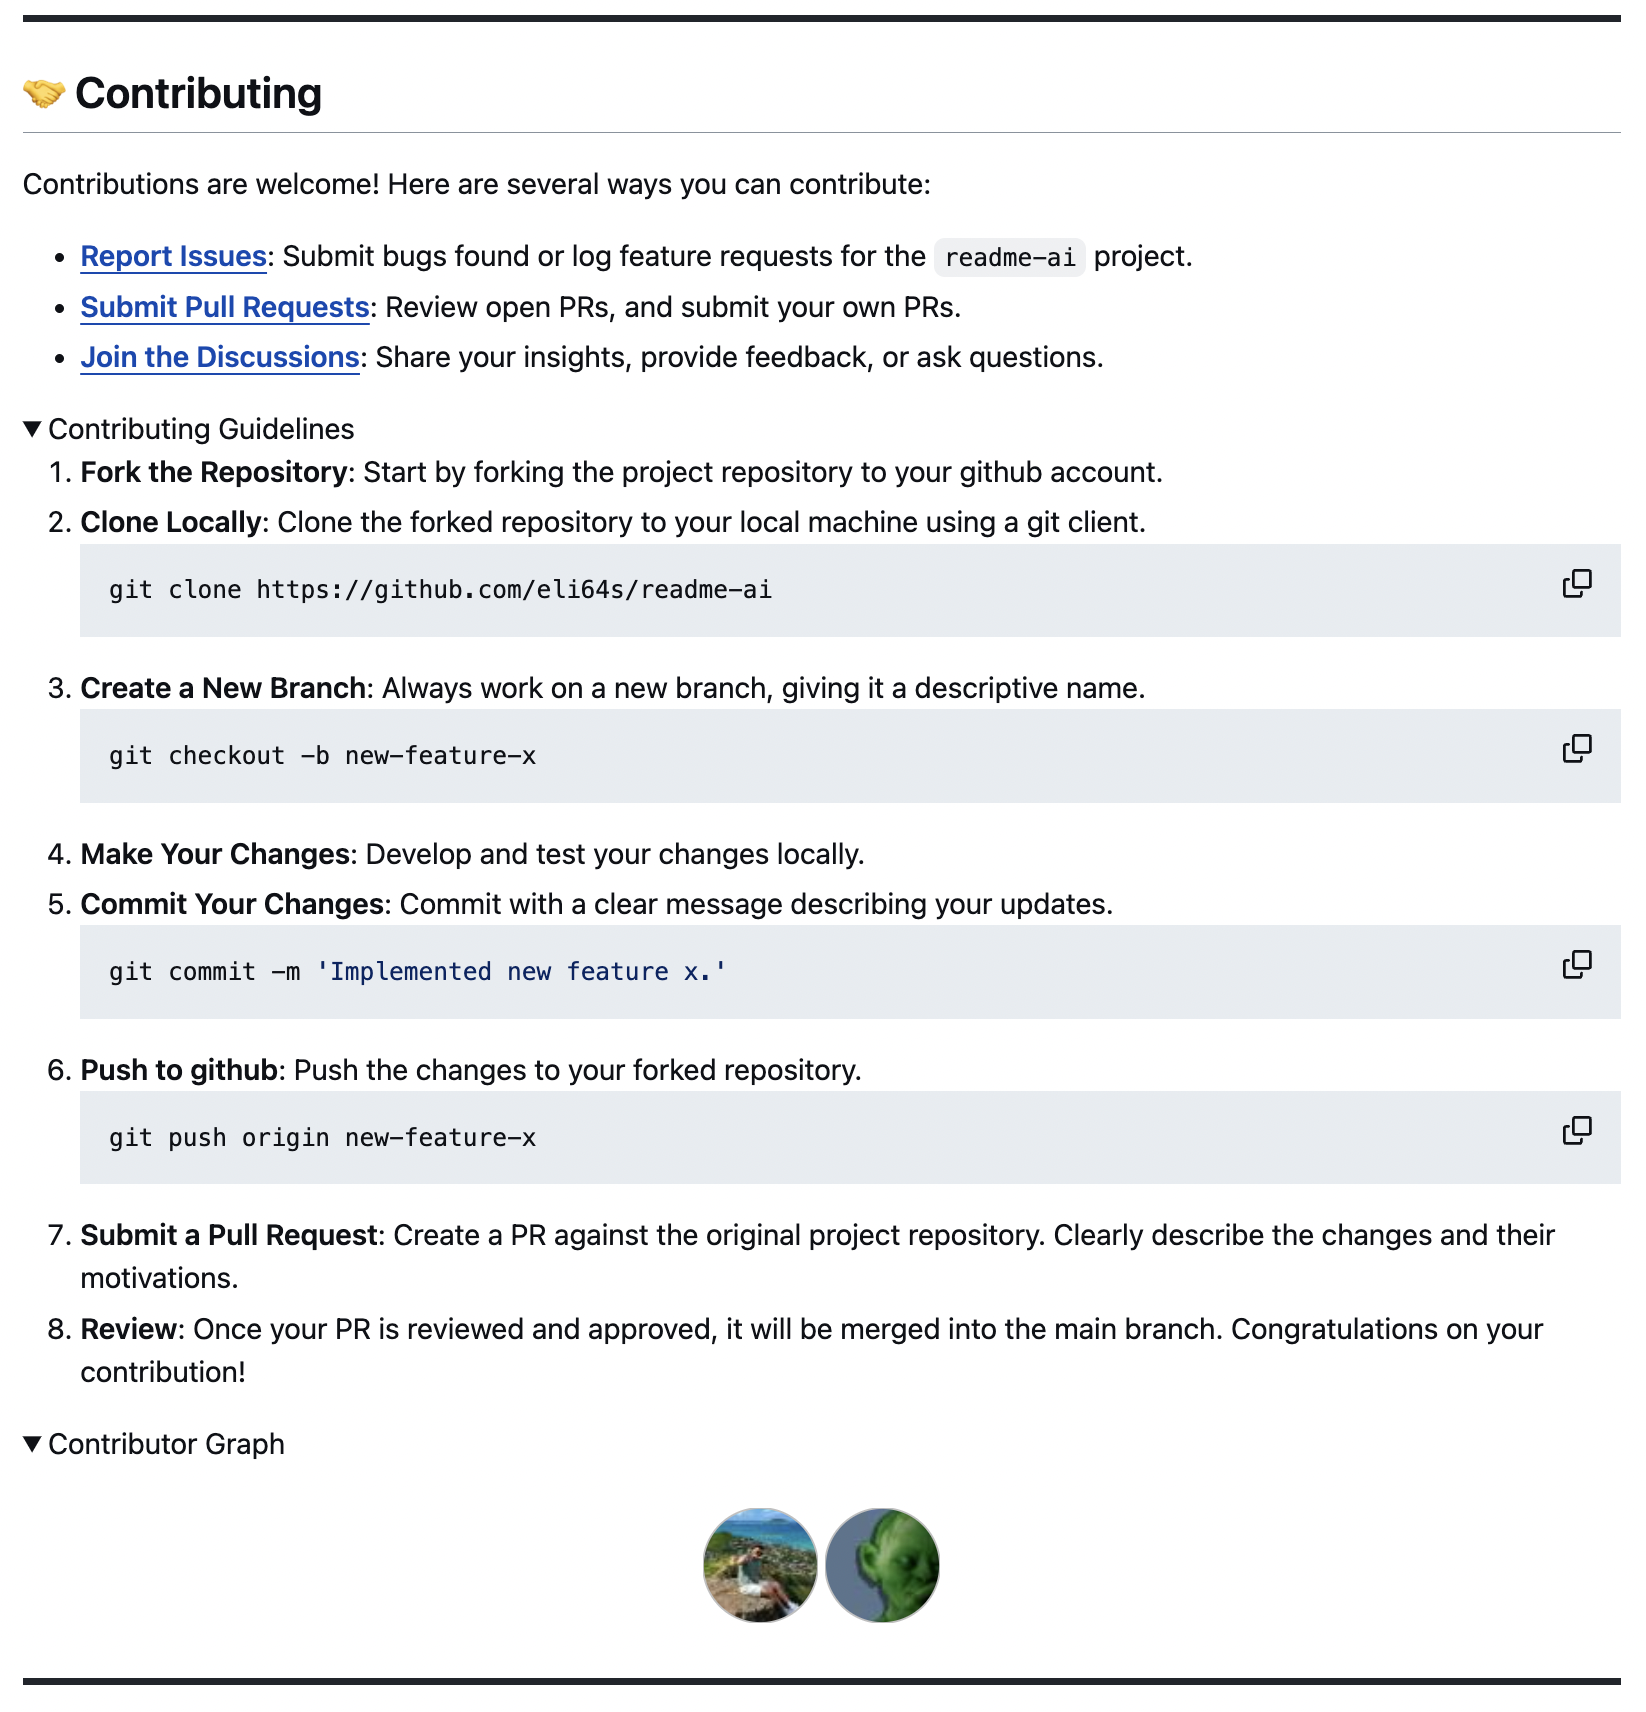 🤝 Contributing
Contributions are welcome! Here are several ways you can contribute:
• Report Issues: Submit bugs found or log feature requests for the readme-ai project.
• Submit Pull Requests: Review open PRs, and submit your own PRs.
• Join the Discussions: Share your insights, provide feedback, or ask questions.
▼ Contributing Guidelines
1. Fork the Repository: Start by forking the project repository to your github account.
2. Clone Locally: Clone the forked repository to your local machine using a git client.
git clone https://github.com/eli64s/readme-ai
3. Create a New Branch: Always work on a new branch, giving it a descriptive name.
git checkout -b new-feature-x
4. Make Your Changes: Develop and test your changes locally.
5. Commit Your Changes: Commit with a clear message describing your updates.
git commit -m 'Implemented new feature x.'
6. Push to github: Push the changes to your forked repository.
git push origin new-feature-x
7. Submit a Pull Request: Create a PR against the original project repository. Clearly describe the changes and their
motivations.
8. Review: Once your PR is reviewed and approved, it will be merged into the main branch. Congratulations on your
contribution!
▼ Contributor Graph